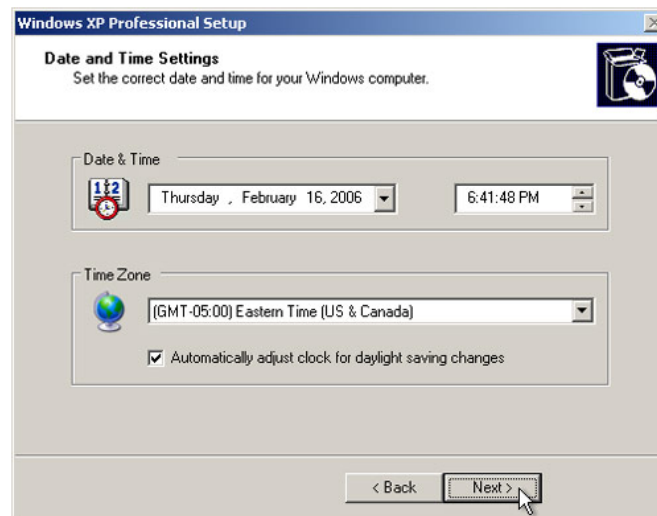 Windows XP Professional Setup
Date and Time Settings
Set the correct date and time for your Windows computer.
Date & Time
Thursday , February 16, 2006
6:41:48 PM
Time Zone
(GMT-05:00) Eastern Time (US & Canada)
Automatically adjust clock for daylight saving changes
< Back
Next >